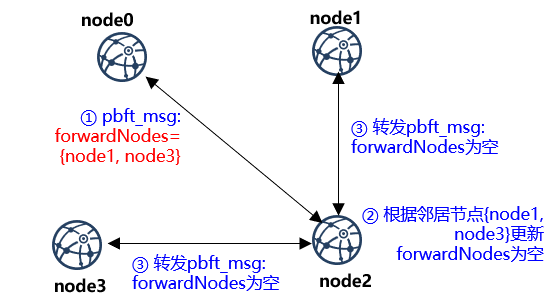 node0
node1
① pbft_msg:
forwardNodes=
{node1, node3}
③ 转发pbft_msg:
forwardNodes为空
② 根据邻居节点{node1,
node3}更新
forwardNodes为空
③ 转发pbft_msg:
forwardNodes为空
node3
node2